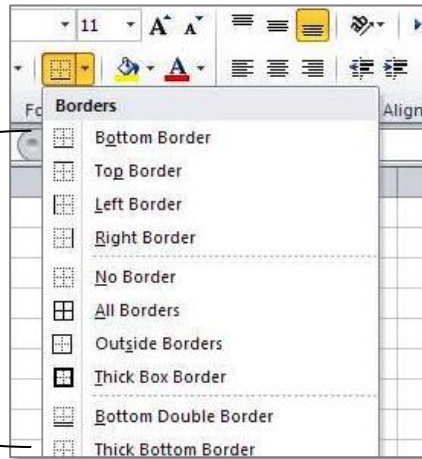 11 A A
A
Fo Align
Borders
Bottom Border
Top Border
Left Border
Right Border
No Border
All Borders
Outside Borders
Thick Box Border
Bottom Double Border
Thick Bottom Border